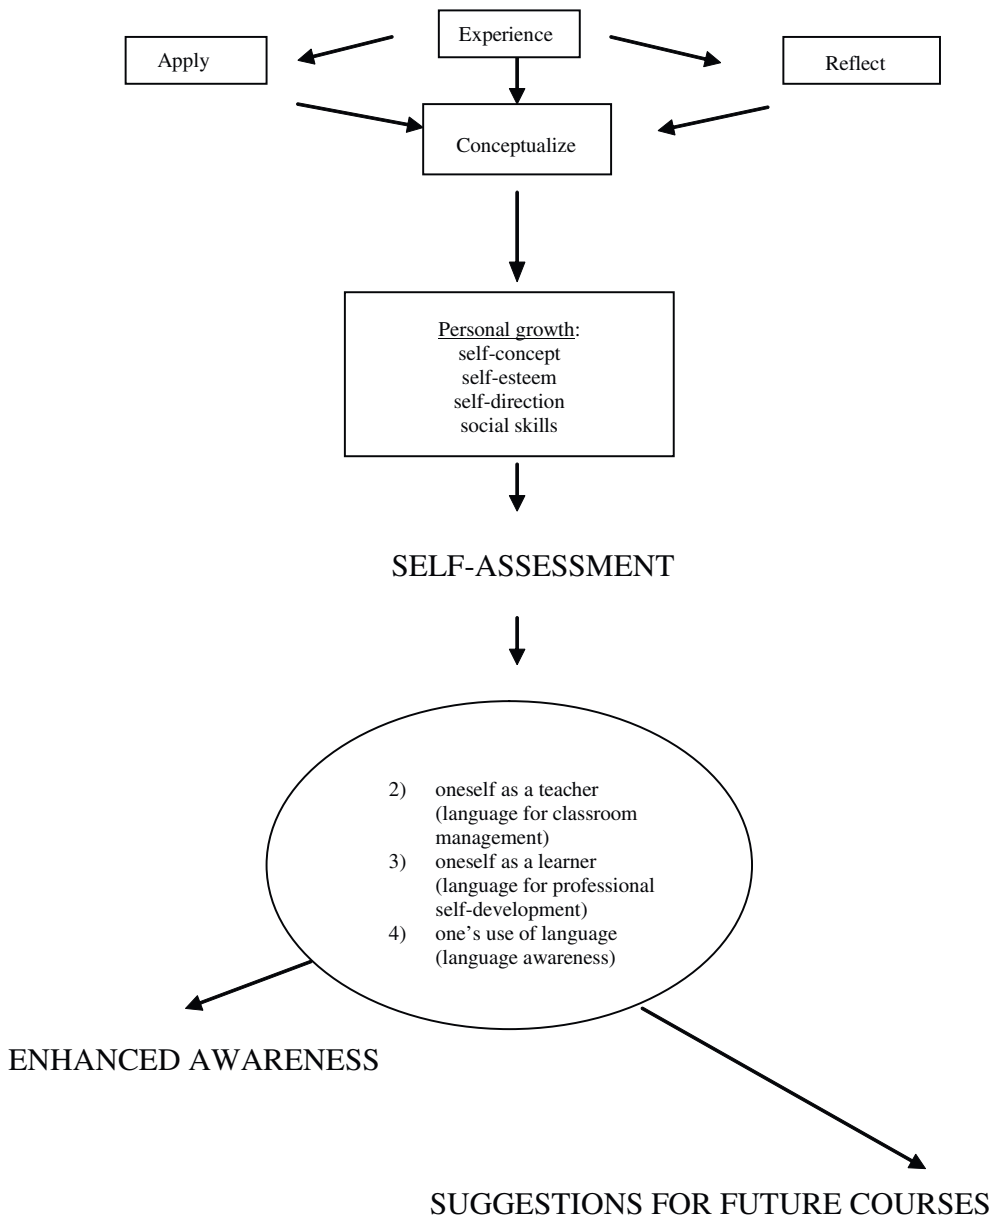 Experience
Apply
Reflect
Conceptualize
Personal growth:
self-concept
self-esteem
self-direction
social skills
SELF-ASSESSMENT
2) oneself as a teacher
(language for classroom
management)
3) oneself as a learner
(language for professional
self-development)
4) one's use of language
(language awareness)
ENHANCED AWARENESS
SUGGESTIONS FOR FUTURE COURSES